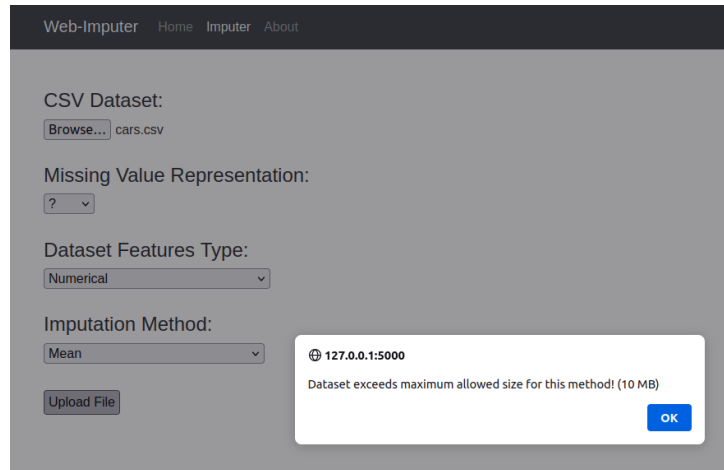 Web-Imputer Home Imputer About
CSV Dataset:
Browse... cars.csv
Missing Value Representation:
?
Dataset Features Type:
Numerical
Imputation Method:
Mean
Upload File
127.0.0.1:5000
Dataset exceeds maximum allowed size for this method! (10 MB)
OK